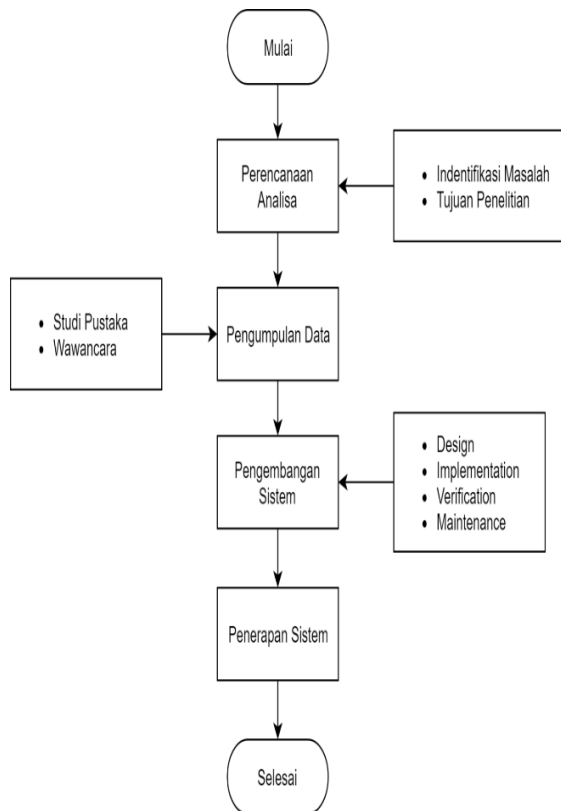 Mulai
Perencanaan
Analisa
• Indentifikasi Masalah
• Tujuan Penelitian
• Studi Pustaka
• Wawancara
Pengumpulan Data
Pengembangan
Sistem
• Design
• Implementation
• Verification
• Maintenance
Penerapan Sistem
Selesai